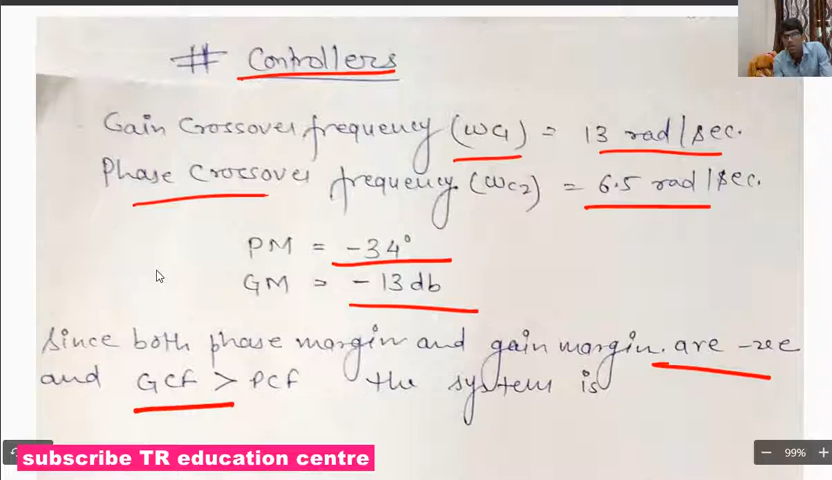 # Controllers
Gain Crossover frequency (ωc1) = 13 rad/sec.
Phase Crossover frequency (ωc2) = 6.5 rad/sec.
PM = -34°
GM = -13 db
Since both phase margin and gain margin are -ve
and GCF > PCF the system is
subscribe TR education centre
99%